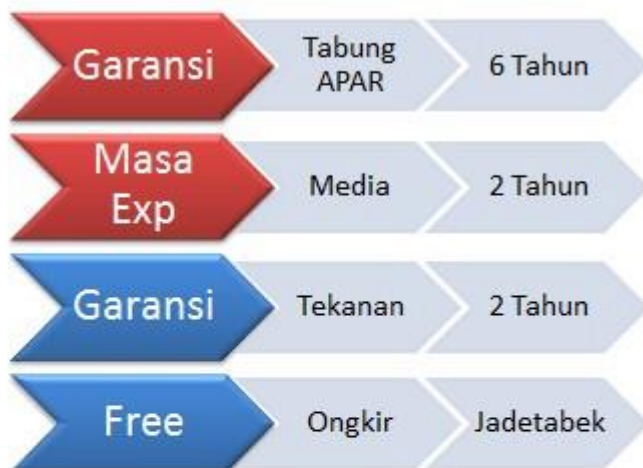 Garansi
Tabung
APAR
6 Tahun
Masa
Exp
Media
2 Tahun
Garansi
Tekanan
2 Tahun
Free
Ongkir
Jadetabek